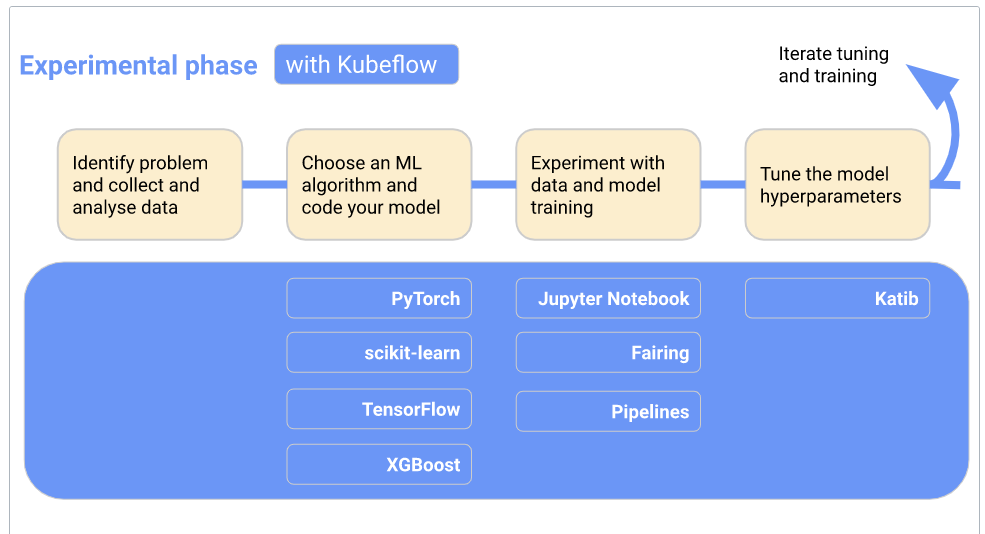 Experimental phase
with Kubeflow
Iterate tuning
and training
Identify problem
and collect and
analyse data
Choose an ML
algorithm and
code your model
Experiment with
data and model
training
Tune the model
hyperparameters
PyTorch
scikit-learn
TensorFlow
XGBoost
Jupyter Notebook
Fairing
Pipelines
Katib